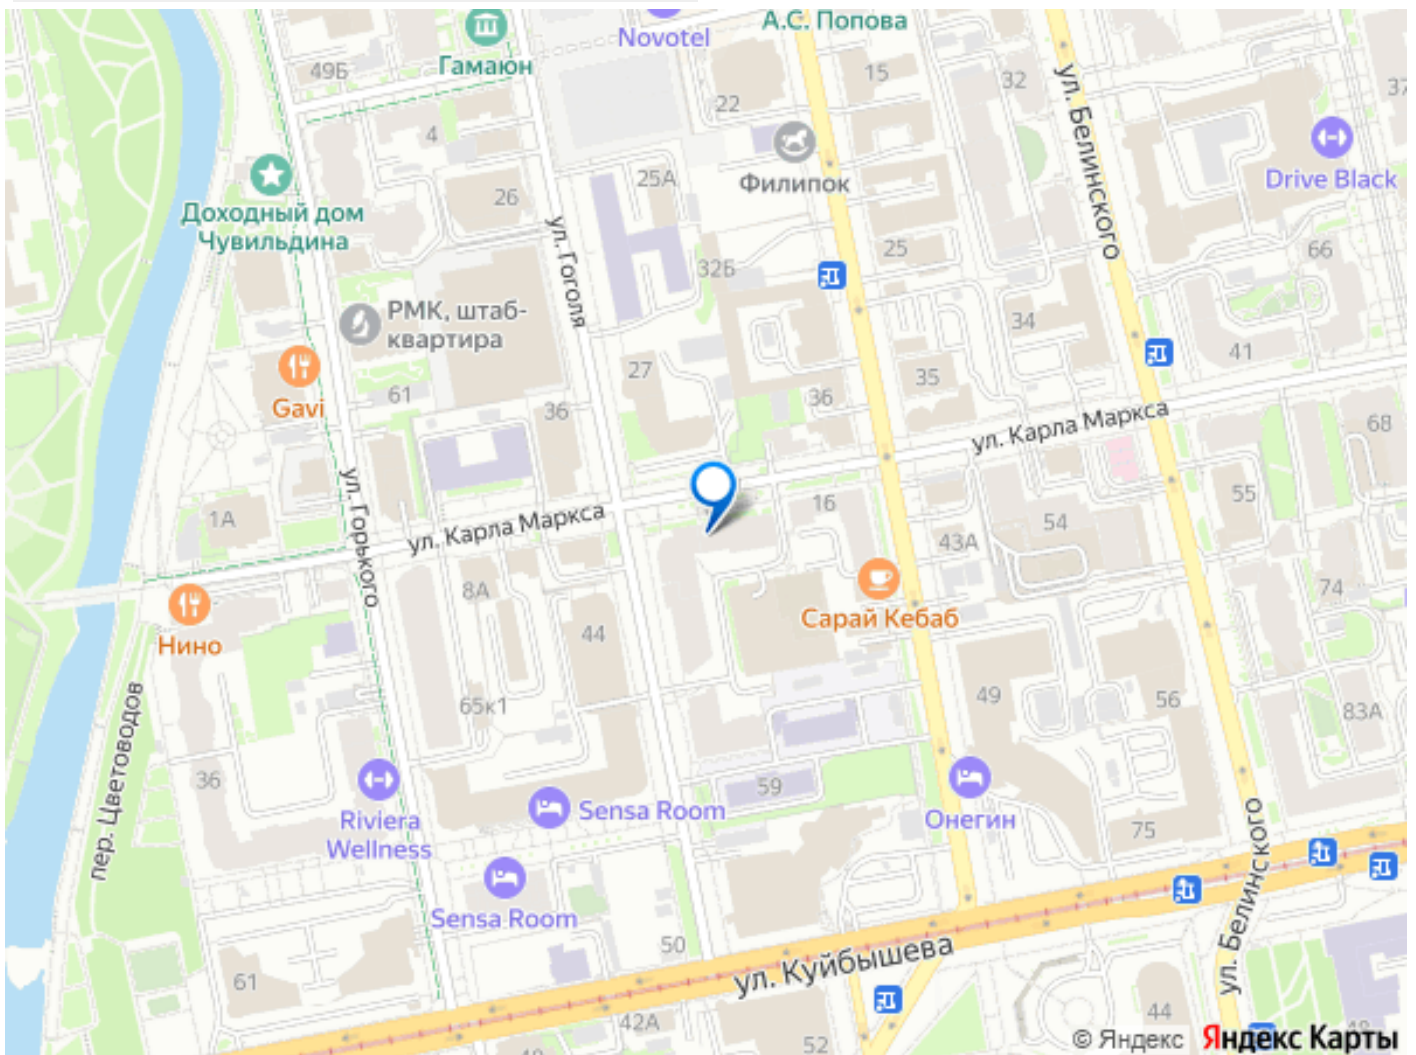 А.С. Попова
Novotel
Гамаюн
49Б
15
32
37
22
4
ул. Белинского
Филипок
Drive Black
25А
26
Доходный дом
Чувильдина
ул. Гоголя
25
66
32Б
РМК, штаб-
квартира
34
41
27
35
61
Gavi
36
36
ул. Карла Маркса
68
ул. Горького
16
55
1А
ул. Карла Маркса
54
43А
8А
74
Нино
44
Сарай Кебаб
пер. Цветоводов
65к1
49
56
83А
36
59
Sensa Room
Онегин
Riviera
Wellness
75
ул. Белинского
Sensa Room
50
ул. Куйбышева
61
42А
44
52
© Яндекс Яндекс Карты